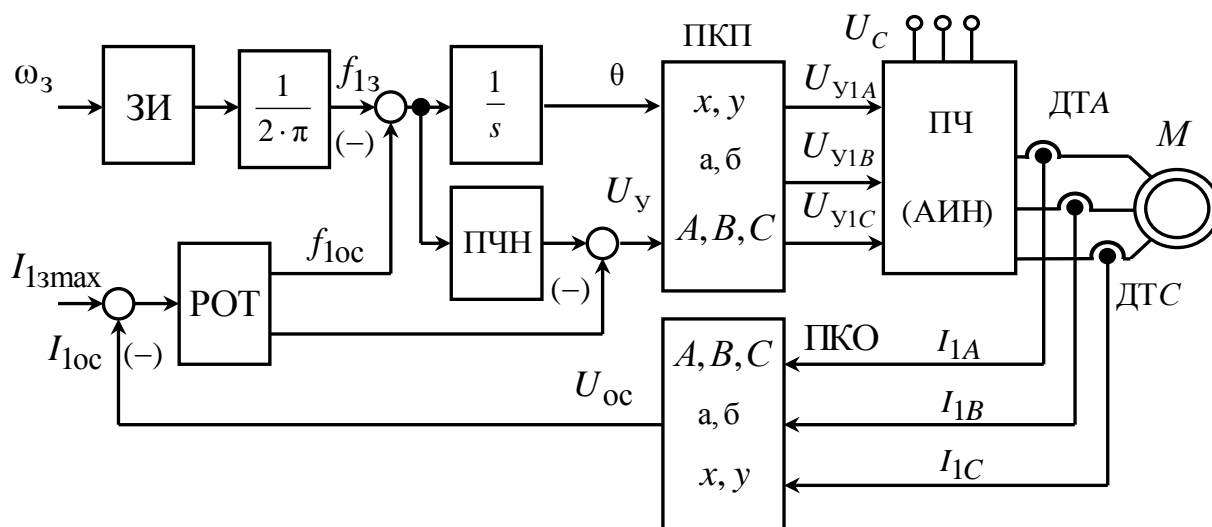 ω_з
ЗИ
1
2 · π
f_1з
(–)
1
s
θ
ПКП
x, y
а, б
A, B, C
U_У1A
U_У1B
U_У1C
U_C
ПЧ
(АИН)
ДТA
M
ДТC
U_У
ПЧН
(–)
f_1ос
I_1зmax
РОТ
I_1ос
(–)
U_ос
A, B, C
а, б
x, y
ПКО
I_1A
I_1B
I_1C